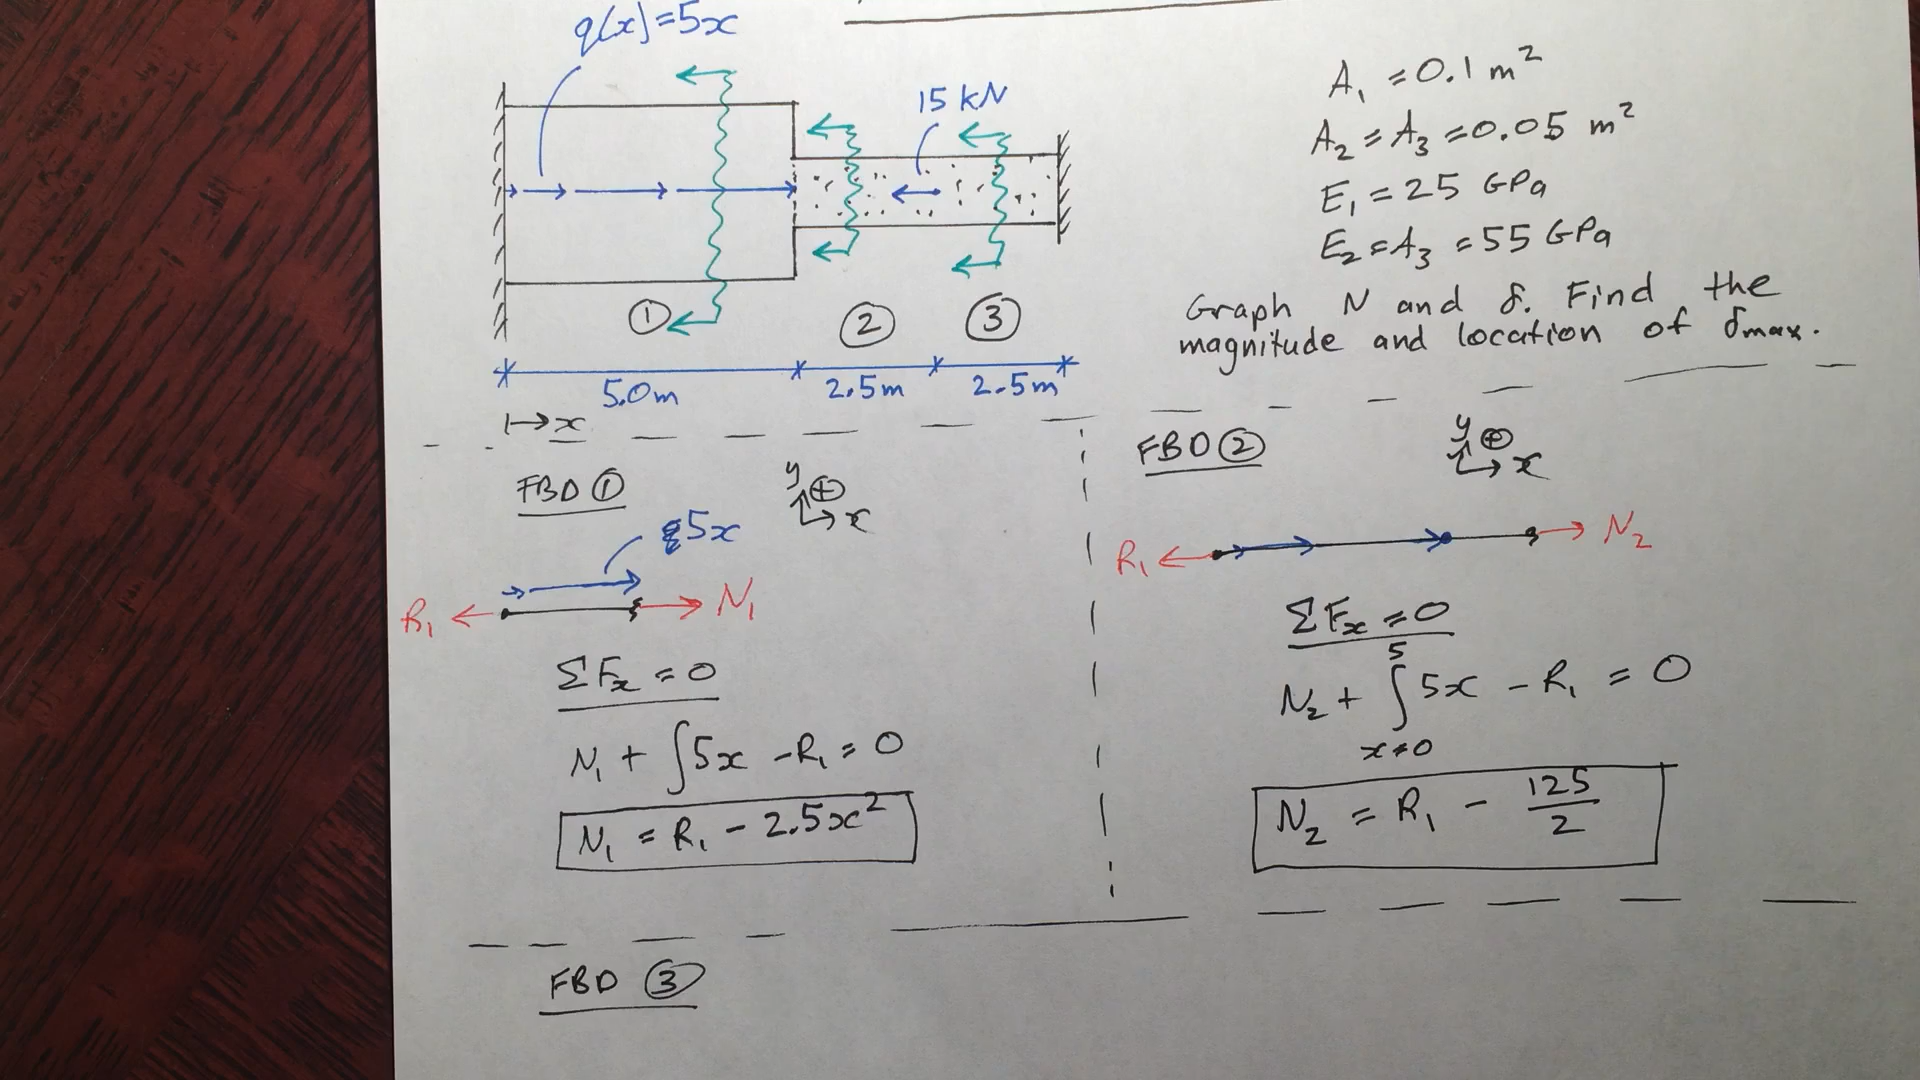 q(x)=5x
15 kN
A₁ = 0.1 m²
A₂ = A₃ = 0.05 m²
E₁ = 25 GPa
E₂ = A₃ = 55 GPa
Graph N and δ. Find the
magnitude and location of δmax.
① ② ③
5.0m 2.5m 2.5m
x
FBD ①
y + x
5x
R₁ N₁
ΣFx = 0
N₁ + ∫5x - R₁ = 0
N₁ = R₁ - 2.5x²
FBD ②
y + x
R₁ N₂
ΣFx = 0
5
N₂ + ∫5x - R₁ = 0
x=0
N₂ = R₁ - 125/2
FBD ③